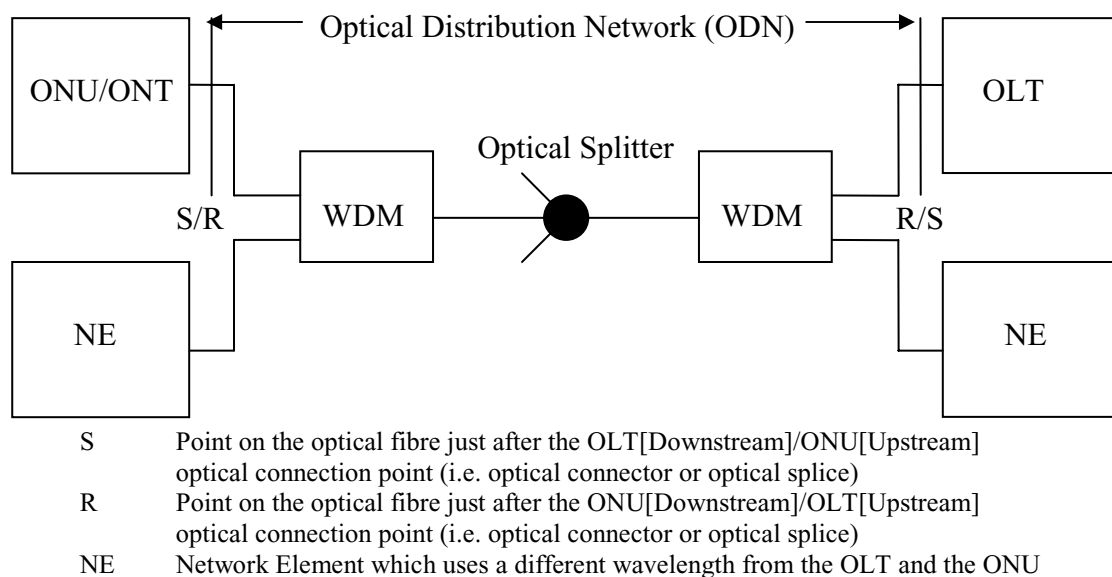 Optical Distribution Network (ODN)
ONU/ONT
OLT
Optical Splitter
WDM
WDM
S/R
R/S
NE
NE
S Point on the optical fibre just after the OLT[Downstream]/ONU[Upstream]
optical connection point (i.e. optical connector or optical splice)
R Point on the optical fibre just after the ONU[Downstream]/OLT[Upstream]
optical connection point (i.e. optical connector or optical splice)
NE Network Element which uses a different wavelength from the OLT and the ONU